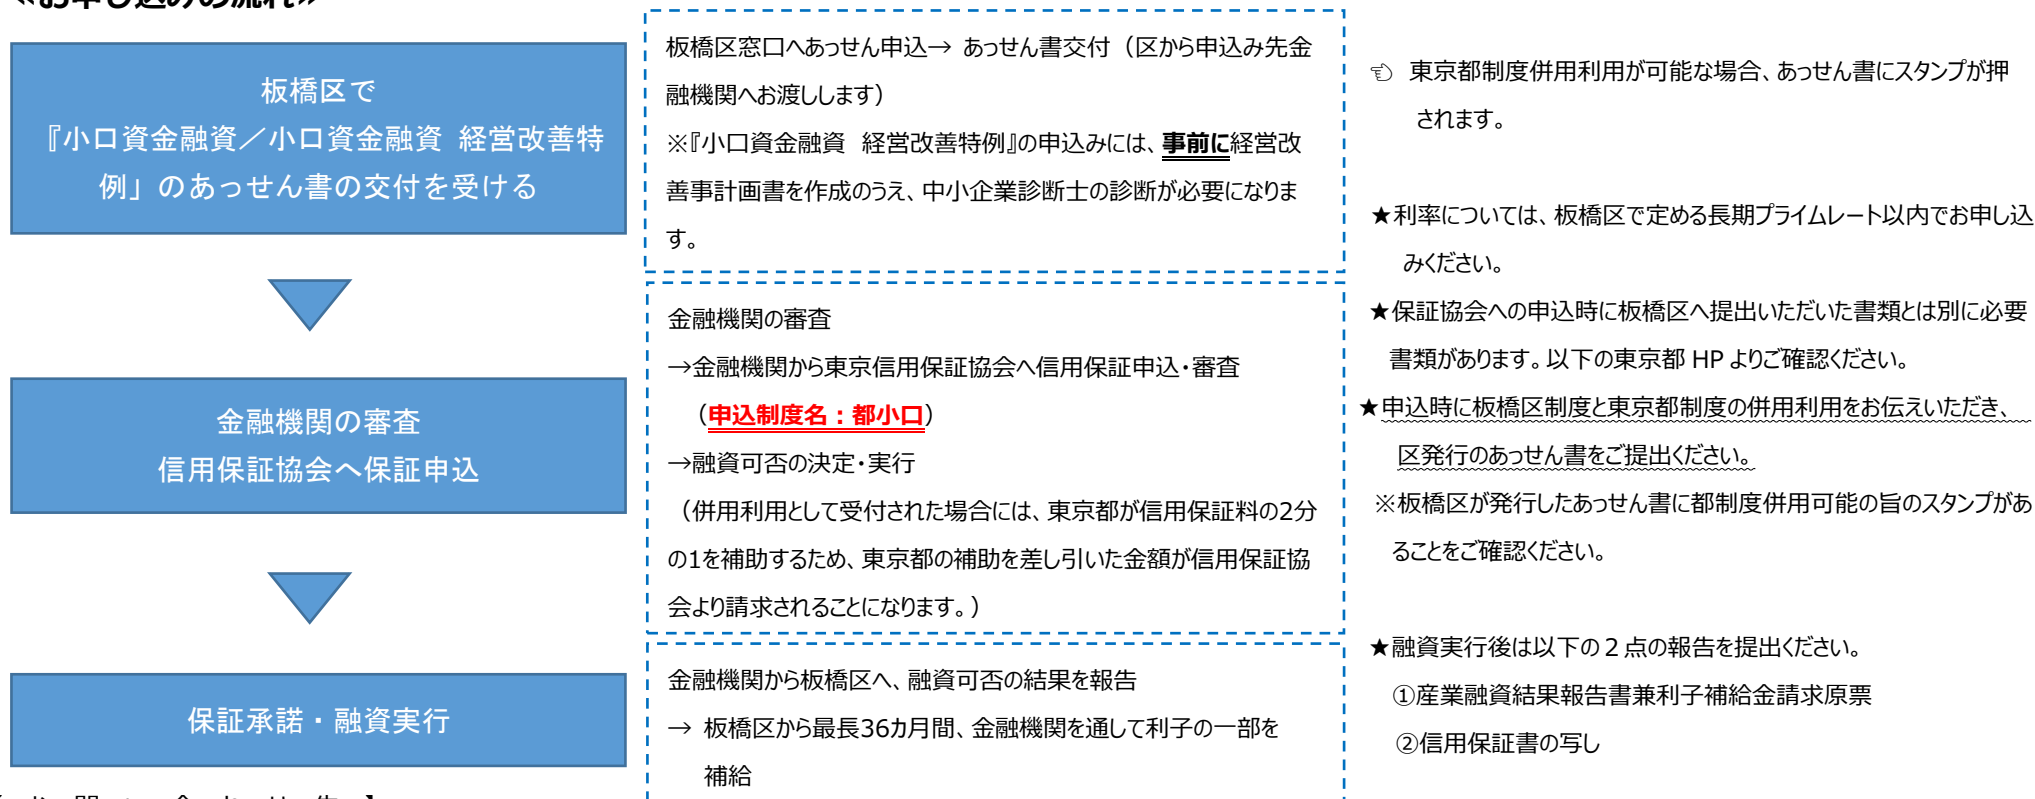 ≪お申し込みの流れ≫
板橋区で
『小口資金融資／小口資金融資 経営改善特
例」のあっせん書の交付を受ける
板橋区窓口へあっせん申込→ あっせん書交付（区から申込み先金
融機関へお渡しします）
※『小口資金融資　経営改善特例』の申込みには、事前に経営改
善事計画書を作成のうえ、中小企業診断士の診断が必要になりま
す。
☜ 東京都制度併用利用が可能な場合、あっせん書にスタンプが押
されます。
★利率については、板橋区で定める長期プライムレート以内でお申し込
みください。
金融機関の審査
信用保証協会へ保証申込
金融機関の審査
→金融機関から東京信用保証協会へ信用保証申込・審査
（申込制度名：都小口）
→融資可否の決定・実行
（併用利用として受付された場合には、東京都が信用保証料の2分
の1を補助するため、東京都の補助を差し引いた金額が信用保証協
会より請求されることになります。）
★保証協会への申込時に板橋区へ提出いただいた書類とは別に必要
書類があります。以下の東京都 HP よりご確認ください。
★申込時に板橋区制度と東京都制度の併用利用をお伝えいただき、
区発行のあっせん書をご提出ください。
※板橋区が発行したあっせん書に都制度併用可能の旨のスタンプがあ
ることをご確認ください。
保証承諾・融資実行
金融機関から板橋区へ、融資可否の結果を報告
→ 板橋区から最長36カ月間、金融機関を通して利子の一部を
補給
★融資実行後は以下の２点の報告を提出ください。
①産業融資結果報告書兼利子補給金請求原票
②信用保証書の写し